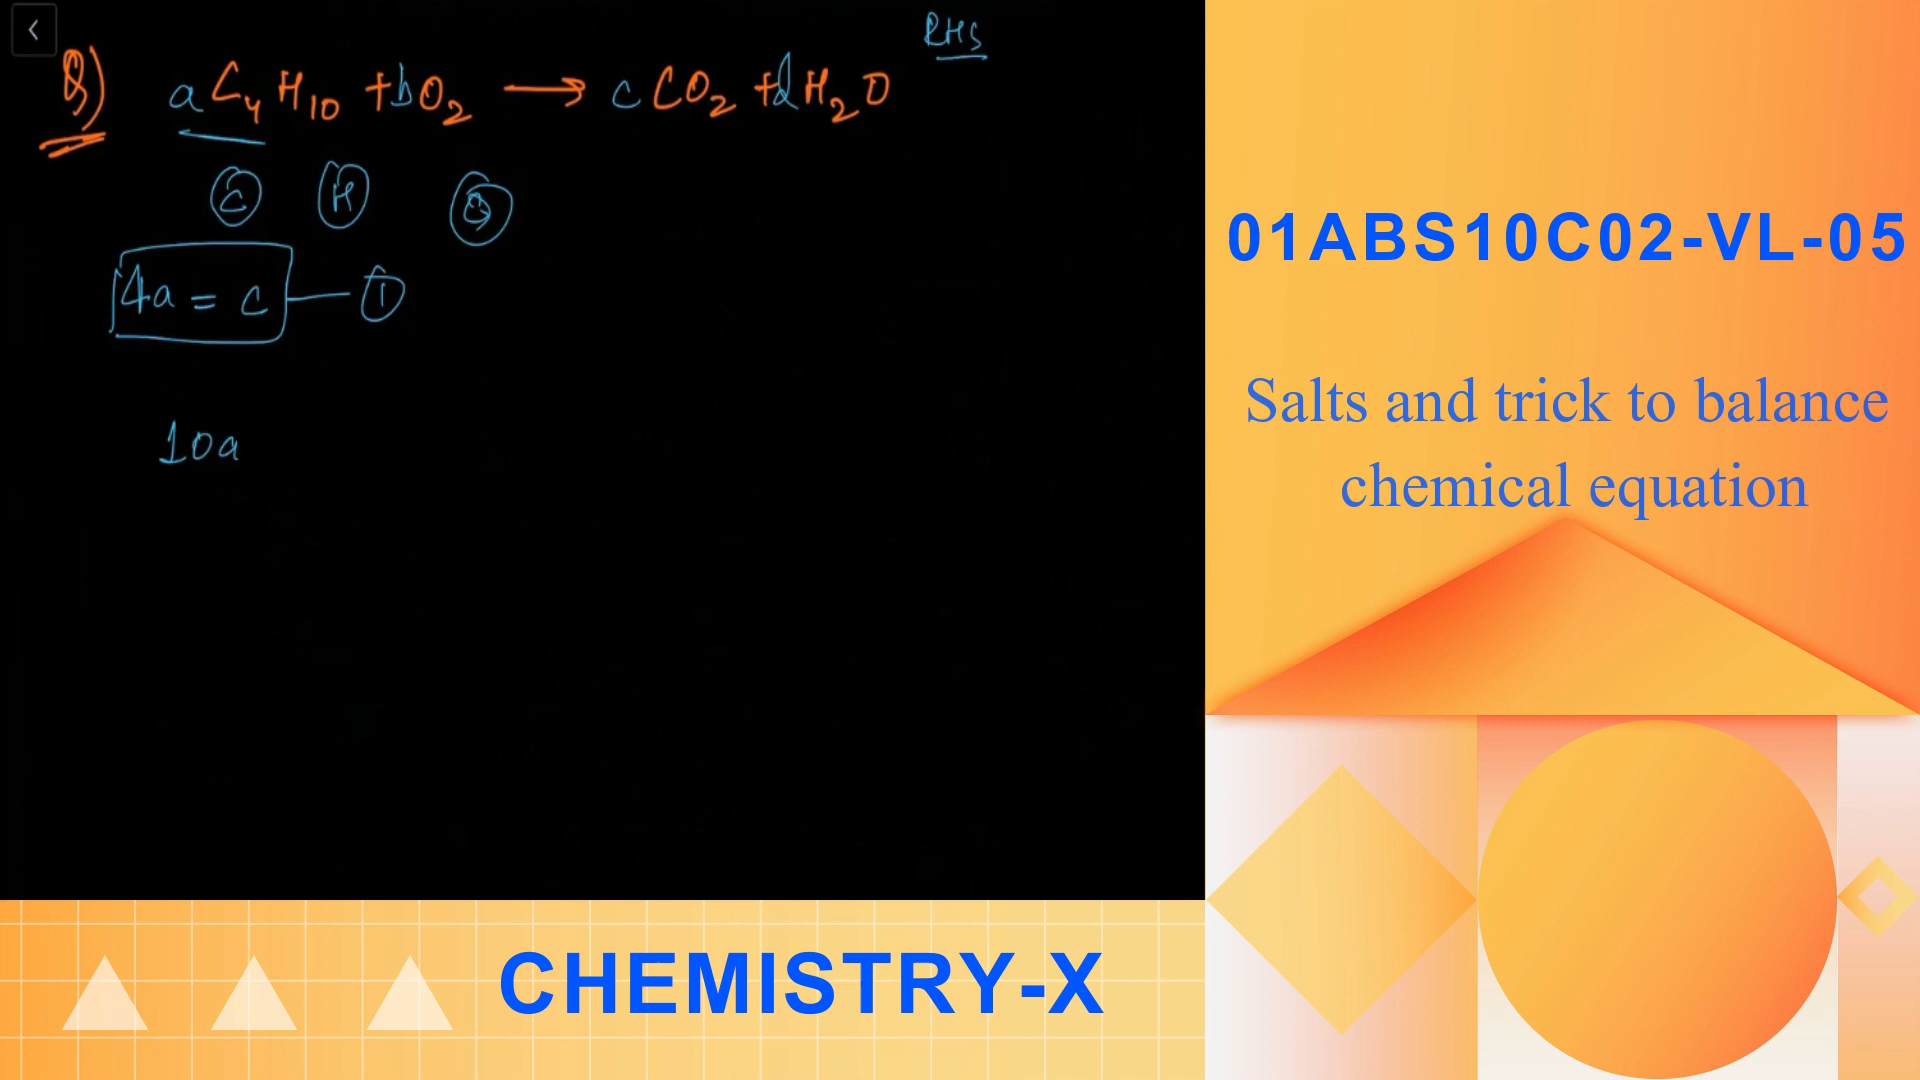 RHS
Q) aC₄H₁₀ + bO₂ → cCO₂ + dH₂O
C H O
4a = c — 1
10a
01ABS10C02-VL-05
Salts and trick to balance
chemical equation
CHEMISTRY-X